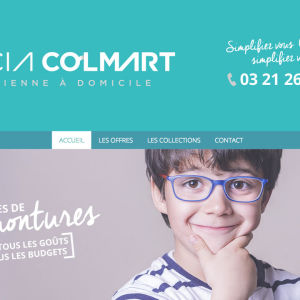 CIA COLMART
IENNE À DOMICILE
Simplifiez vous
simplifiez v
03 21 26
ACCUEIL LES OFFRES LES COLLECTIONS CONTACT
ES DE
montures
TOUS LES GOÛTS
US LES BUDGETS